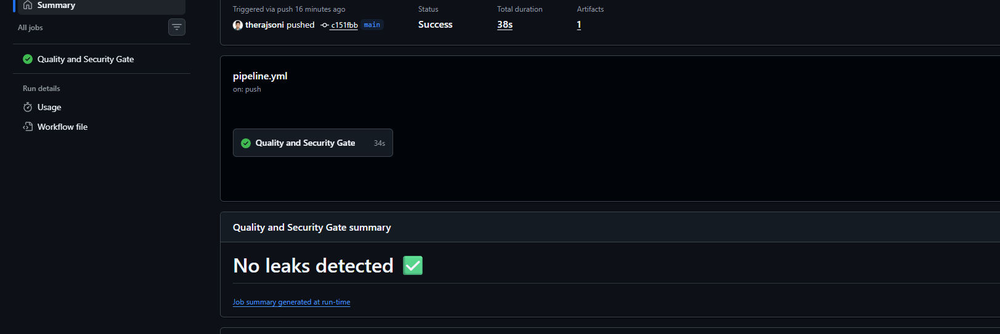 Summary
All jobs
Quality and Security Gate
Run details
Usage
Workflow file
Triggered via push 16 minutes ago
therajsoni pushed c151fbb main
Status
Success
Total duration
38s
Artifacts
1
pipeline.yml
on: push
Quality and Security Gate 34s
Quality and Security Gate summary
No leaks detected ✅
Job summary generated at run-time